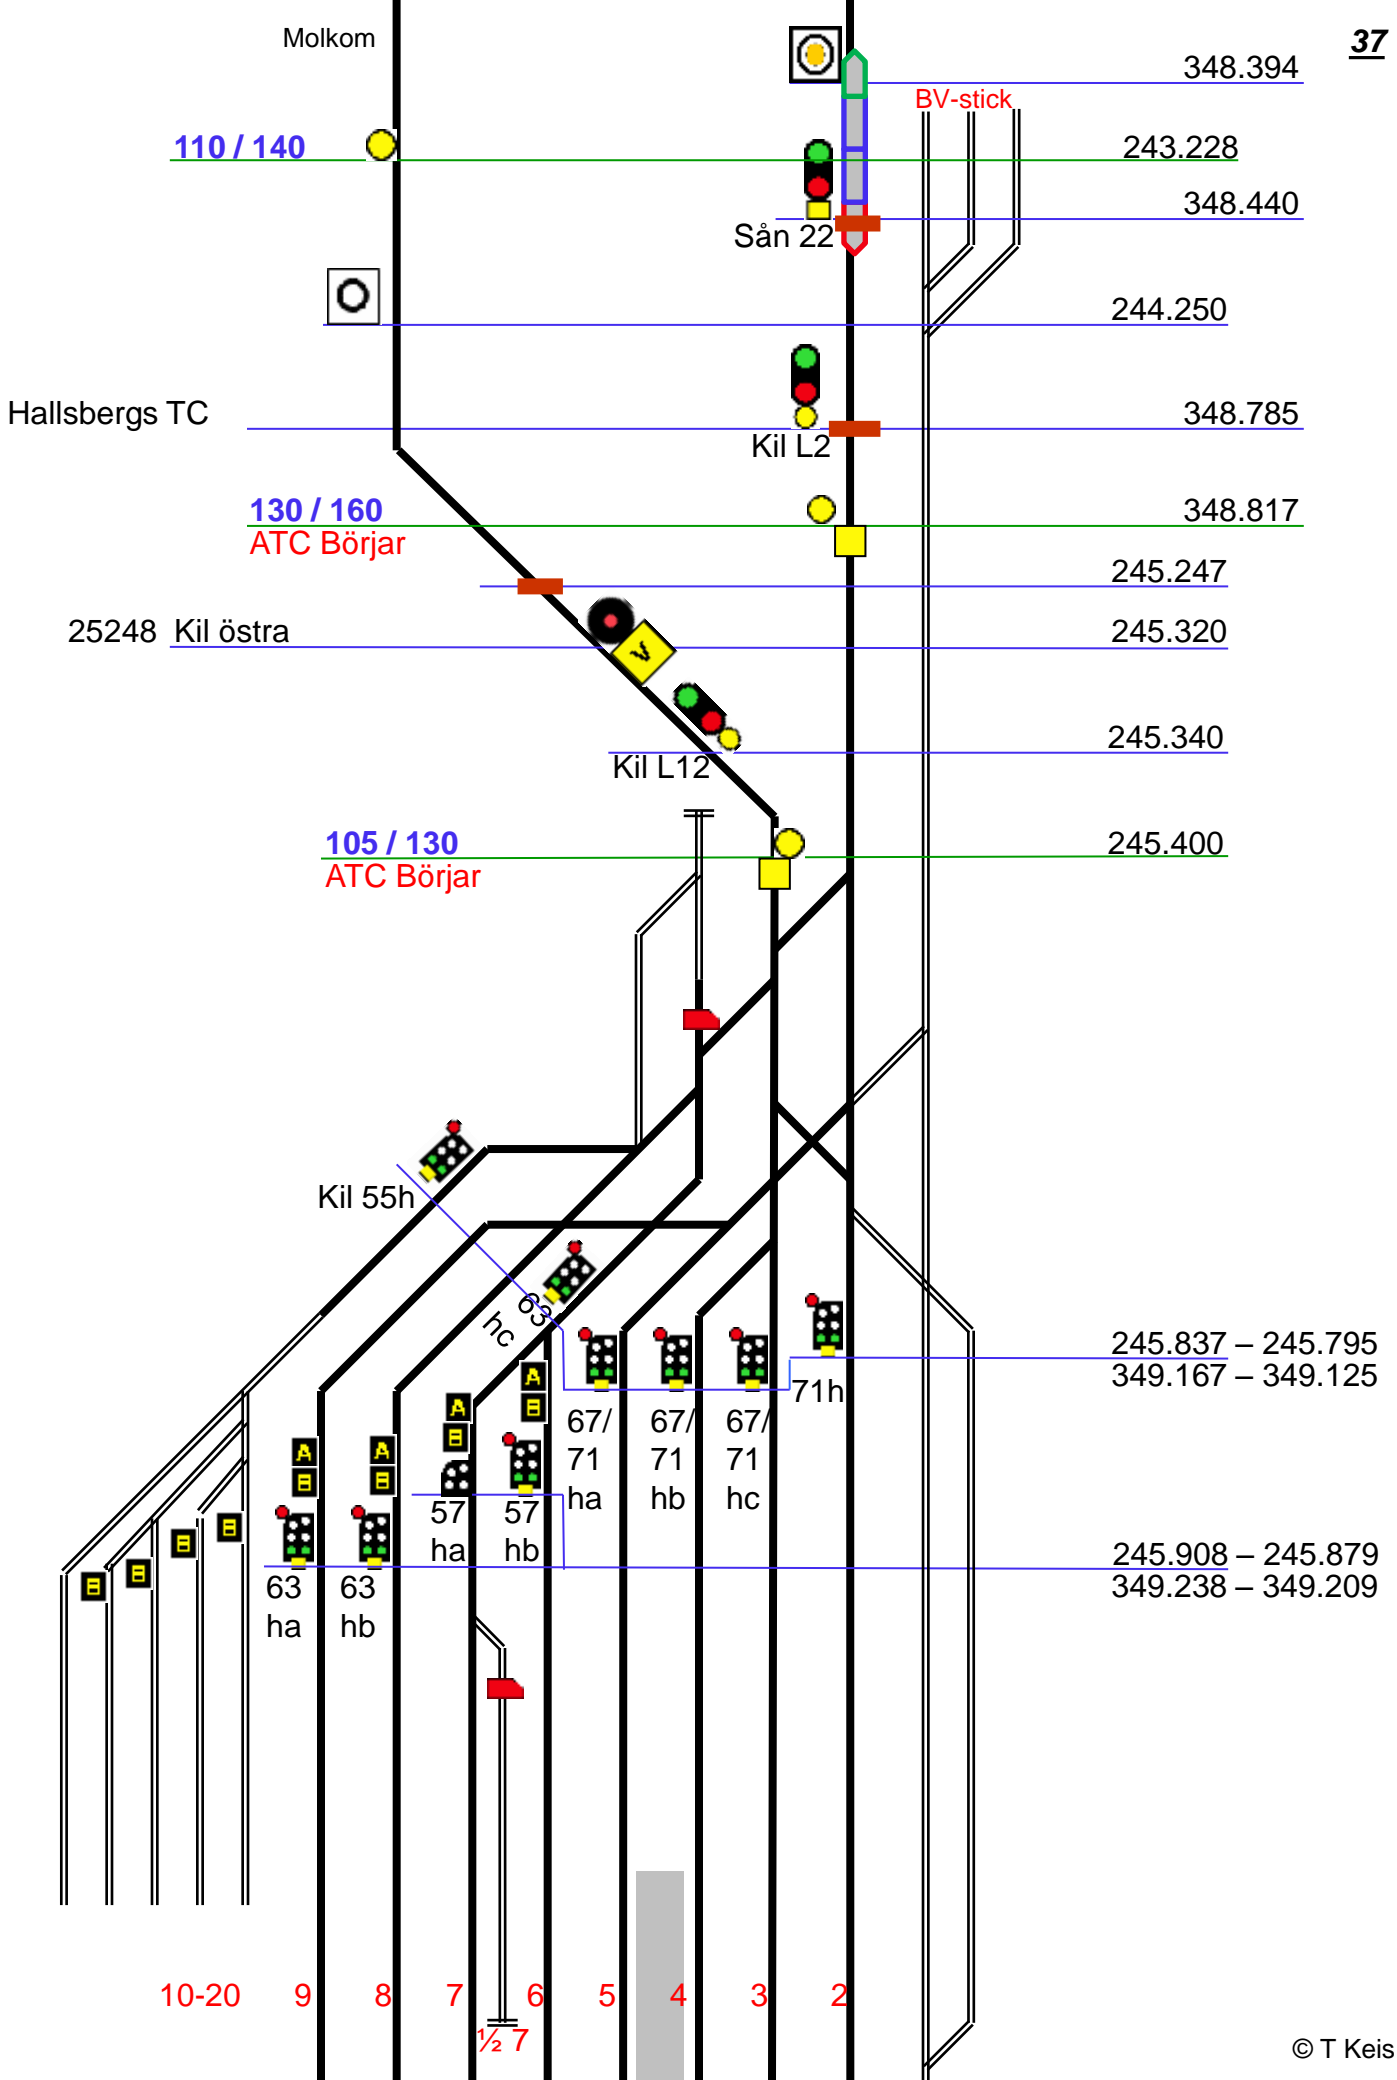 37
Molkom
348.394
BV-stick
110 / 140
243.228
348.440
Sån 22
244.250
Hallsbergs TC
348.785
Kil L2
130 / 160
348.817
ATC Börjar
245.247
25248 Kil östra
245.320
V
245.340
Kil L12
105 / 130
245.400
ATC Börjar
Kil 55h
63
hc
245.837 – 245.795
349.167 – 349.125
71h
A
B
67/
71
ha
67/
71
hb
67/
71
hc
A
B
A
B
A
B
57
ha
57
hb
B
B
B
B
245.908 – 245.879
349.238 – 349.209
63
ha
63
hb
10-20
9
8
7
6
5
4
3
2
½ 7
© T Keis